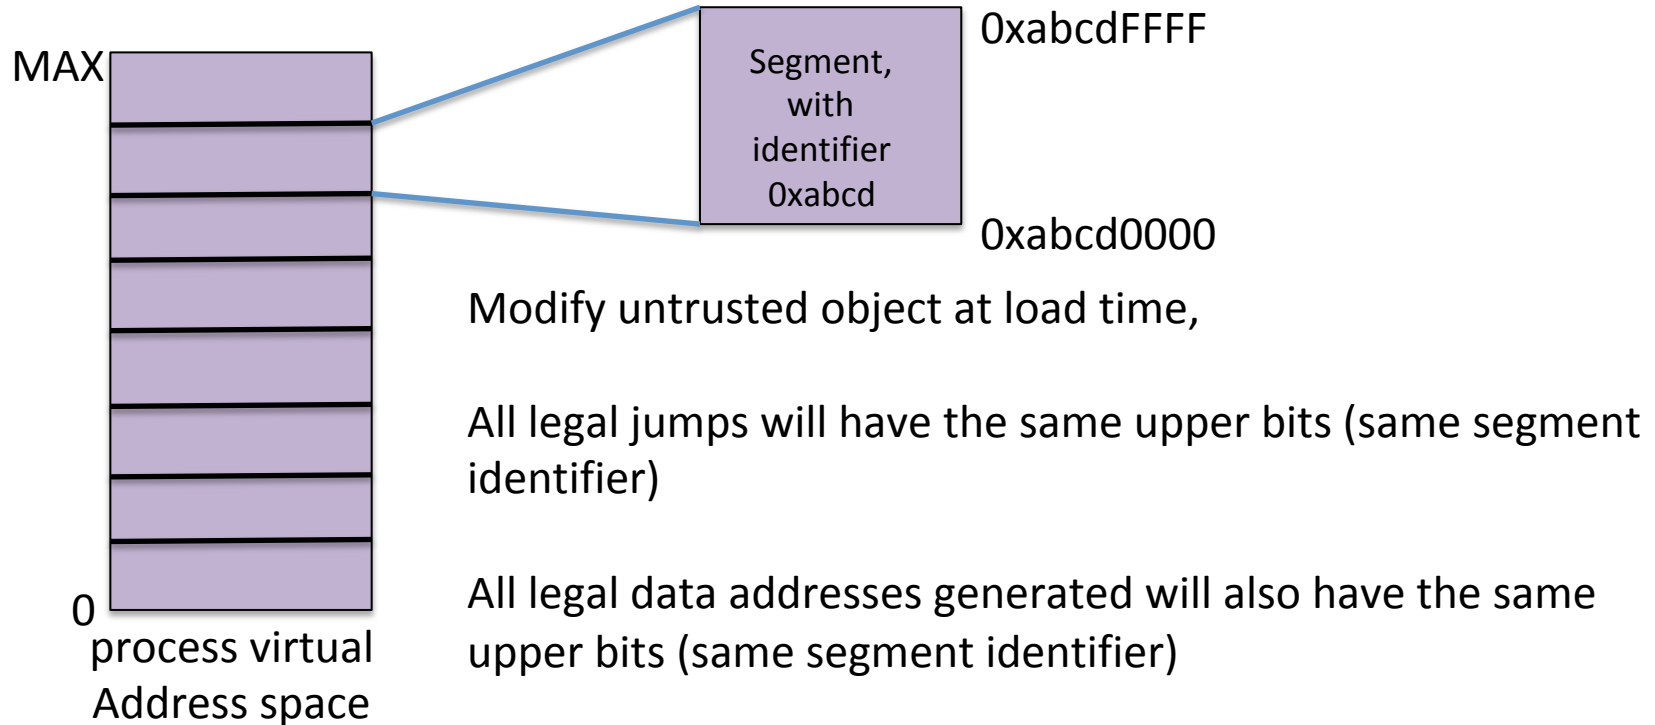 MAX
0
process virtual
Address space
Segment,
with
identifier
0xabcd
0xabcdFFFF
0xabcd0000
Modify untrusted object at load time,
All legal jumps will have the same upper bits (same segment
identifier)
All legal data addresses generated will also have the same
upper bits (same segment identifier)